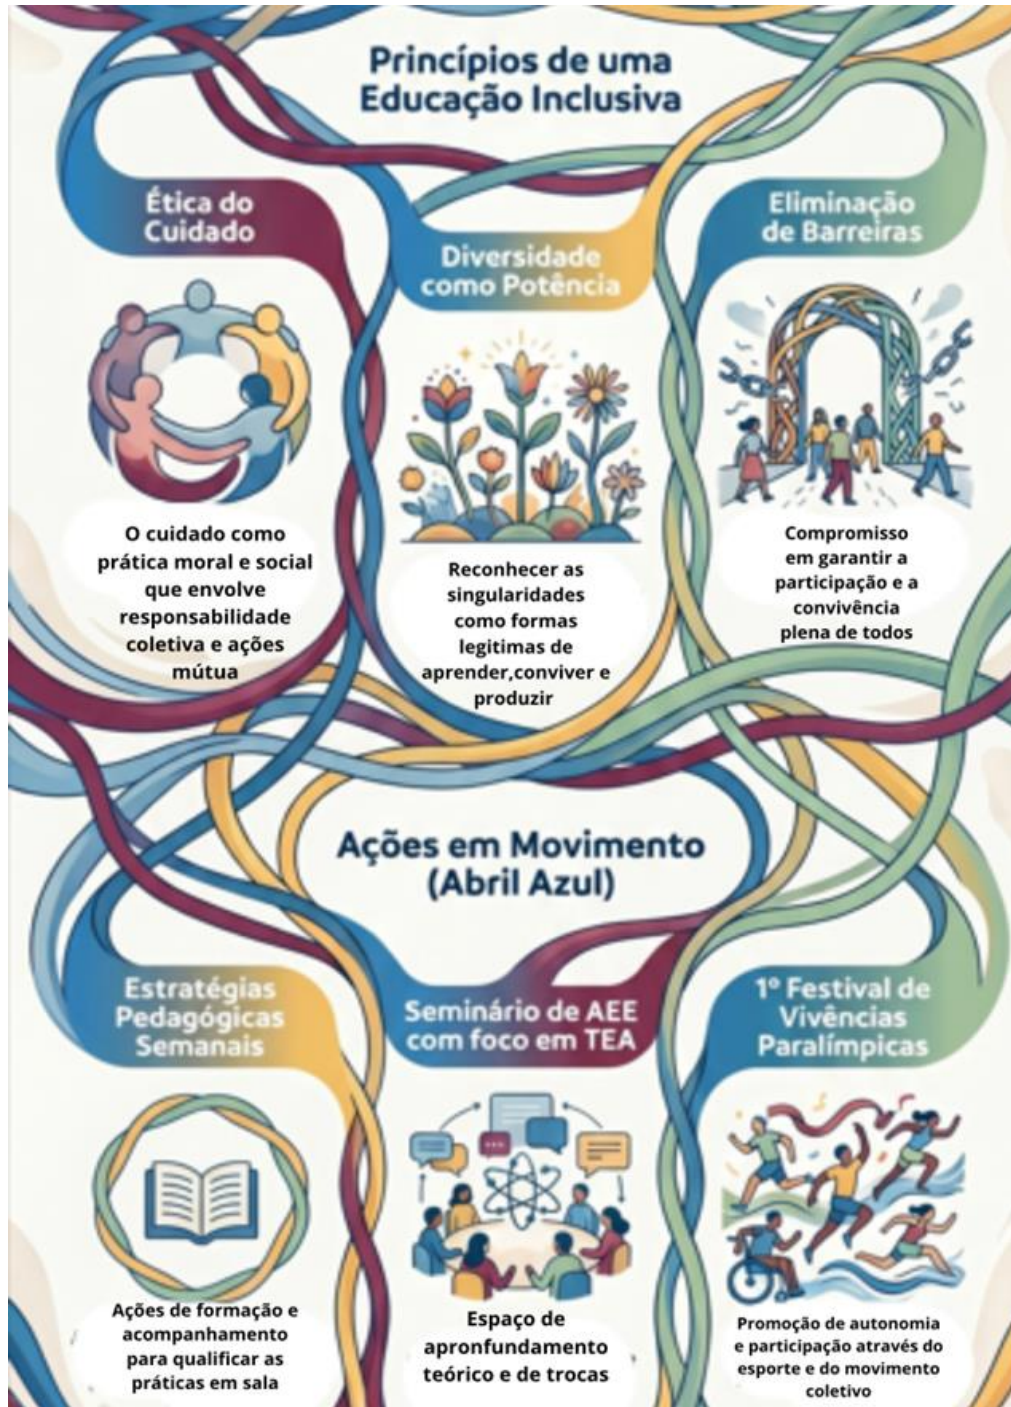 Princípios de uma
Educação Inclusiva
Ética do
Cuidado
O cuidado como
prática moral e social
que envolve
responsabilidade
coletiva e ações
mútua
Diversidade
como Potência
Reconhecer as
singularidades
como formas
legitimas de
aprender,conviver e
produzir
Eliminação
de Barreiras
Compromisso
em garantir a
participação e a
convivência
plena de todos
Ações em Movimento
(Abril Azul)
Estratégias
Pedagógicas
Semanais
Ações de formação e
acompanhamento
para qualificar as
práticas em sala
Seminário de AEE
com foco em TEA
Espaço de
apronfundamento
teórico e de trocas
1º Festival de
Vivências
Paralímpicas
Promoção de autonomia
e participação através do
esporte e do movimento
coletivo